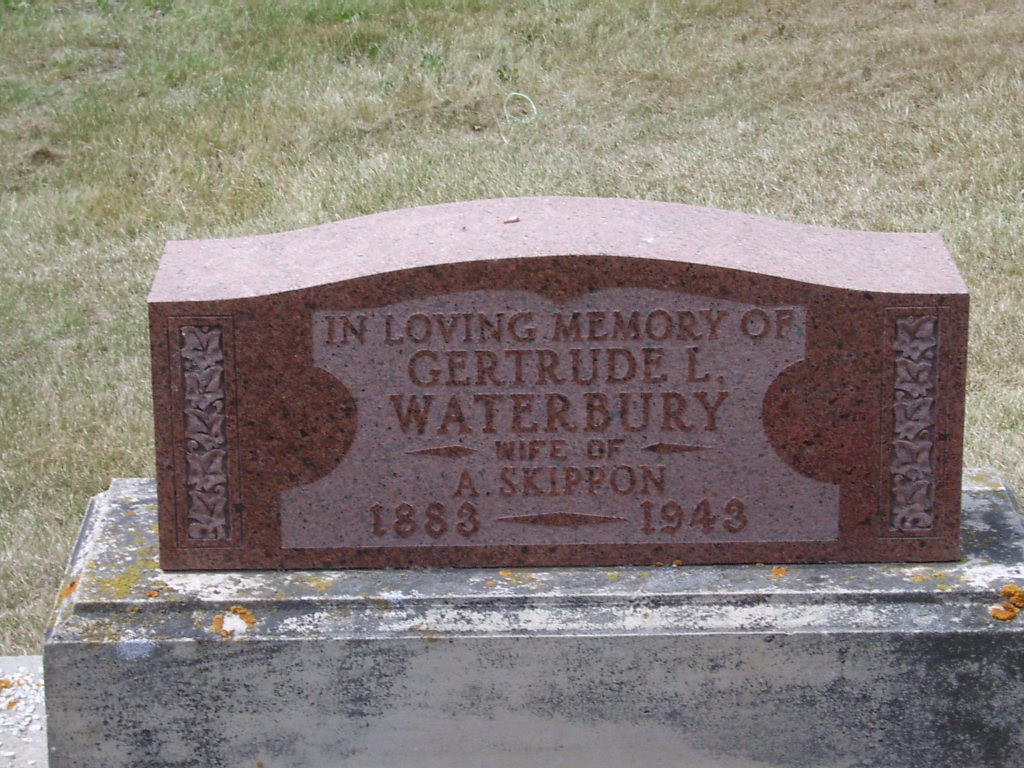 IN LOVING MEMORY OF
GERTRUDE L.
WATERBURY
WIFE OF
A. SKIPPON
1883 1943